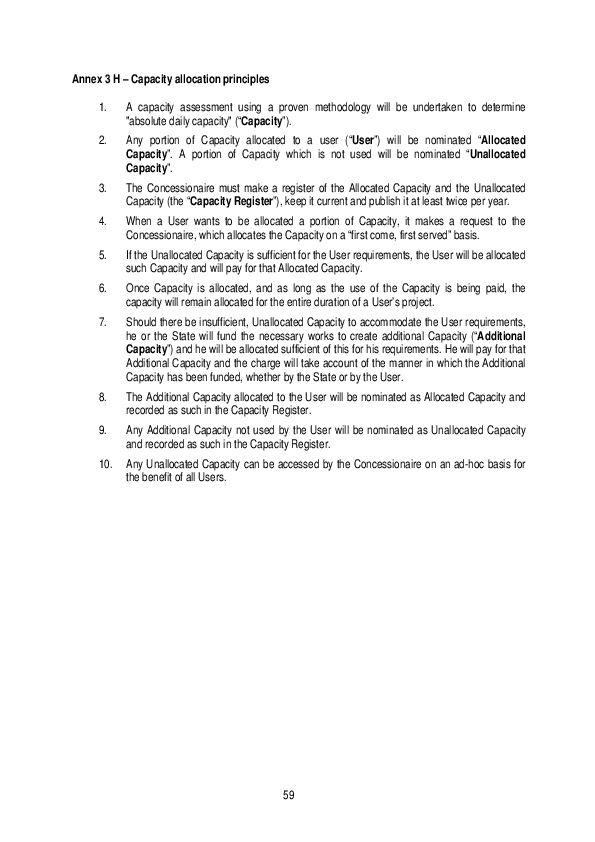 Annex 3 H – Capacity allocation principles
1. A capacity assessment using a proven methodology will be undertaken to determine
"absolute daily capacity" (“Capacity”).
2. Any portion of Capacity allocated to a user (“User”) will be nominated “Allocated
Capacity”. A portion of Capacity which is not used will be nominated “Unallocated
Capacity”.
3. The Concessionaire must make a register of the Allocated Capacity and the Unallocated
Capacity (the “Capacity Register”), keep it current and publish it at least twice per year.
4. When a User wants to be allocated a portion of Capacity, it makes a request to the
Concessionaire, which allocates the Capacity on a “first come, first served” basis.
5. If the Unallocated Capacity is sufficient for the User requirements, the User will be allocated
such Capacity and will pay for that Allocated Capacity.
6. Once Capacity is allocated, and as long as the use of the Capacity is being paid, the
capacity will remain allocated for the entire duration of a User’s project.
7. Should there be insufficient, Unallocated Capacity to accommodate the User requirements,
he or the State will fund the necessary works to create additional Capacity (“Additional
Capacity”) and he will be allocated sufficient of this for his requirements. He will pay for that
Additional Capacity and the charge will take account of the manner in which the Additional
Capacity has been funded, whether by the State or by the User.
8. The Additional Capacity allocated to the User will be nominated as Allocated Capacity and
recorded as such in the Capacity Register.
9. Any Additional Capacity not used by the User will be nominated as Unallocated Capacity
and recorded as such in the Capacity Register.
10. Any Unallocated Capacity can be accessed by the Concessionaire on an ad-hoc basis for
the benefit of all Users.
59